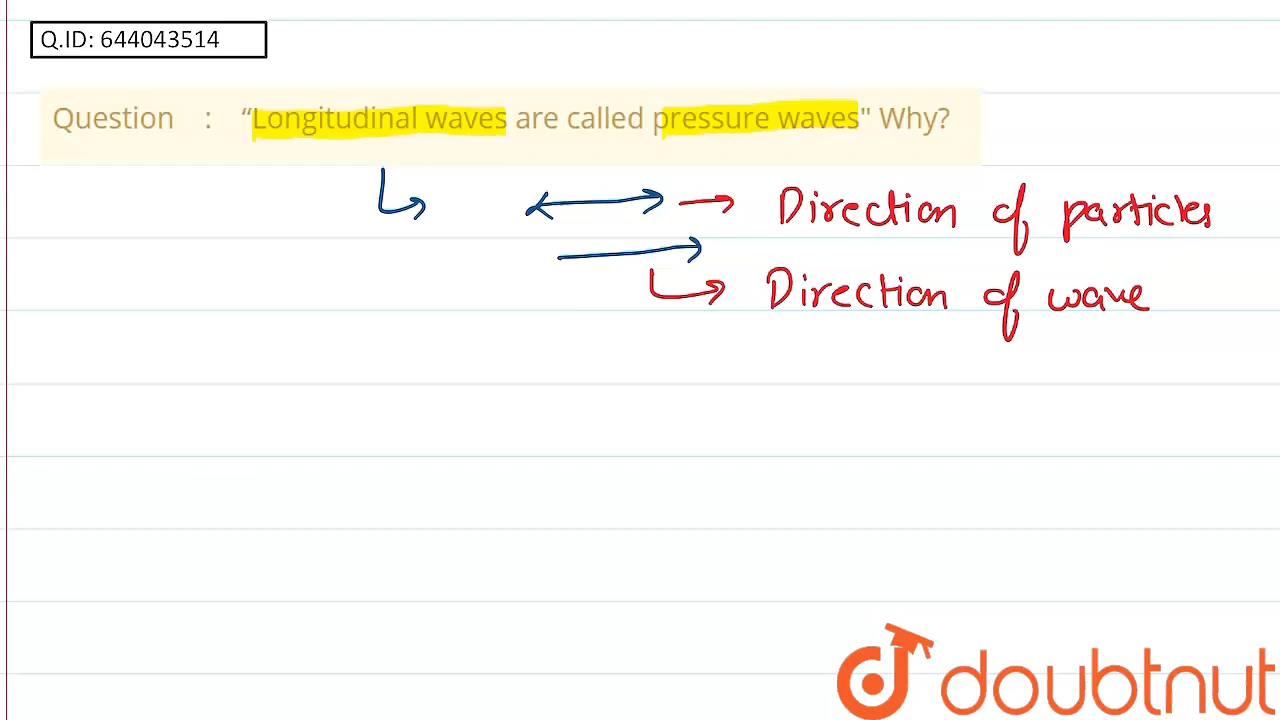 Q.ID: 644043514
Question : “Longitudinal waves are called pressure waves" Why?
Direction of particles
Direction of wave
doubtnut